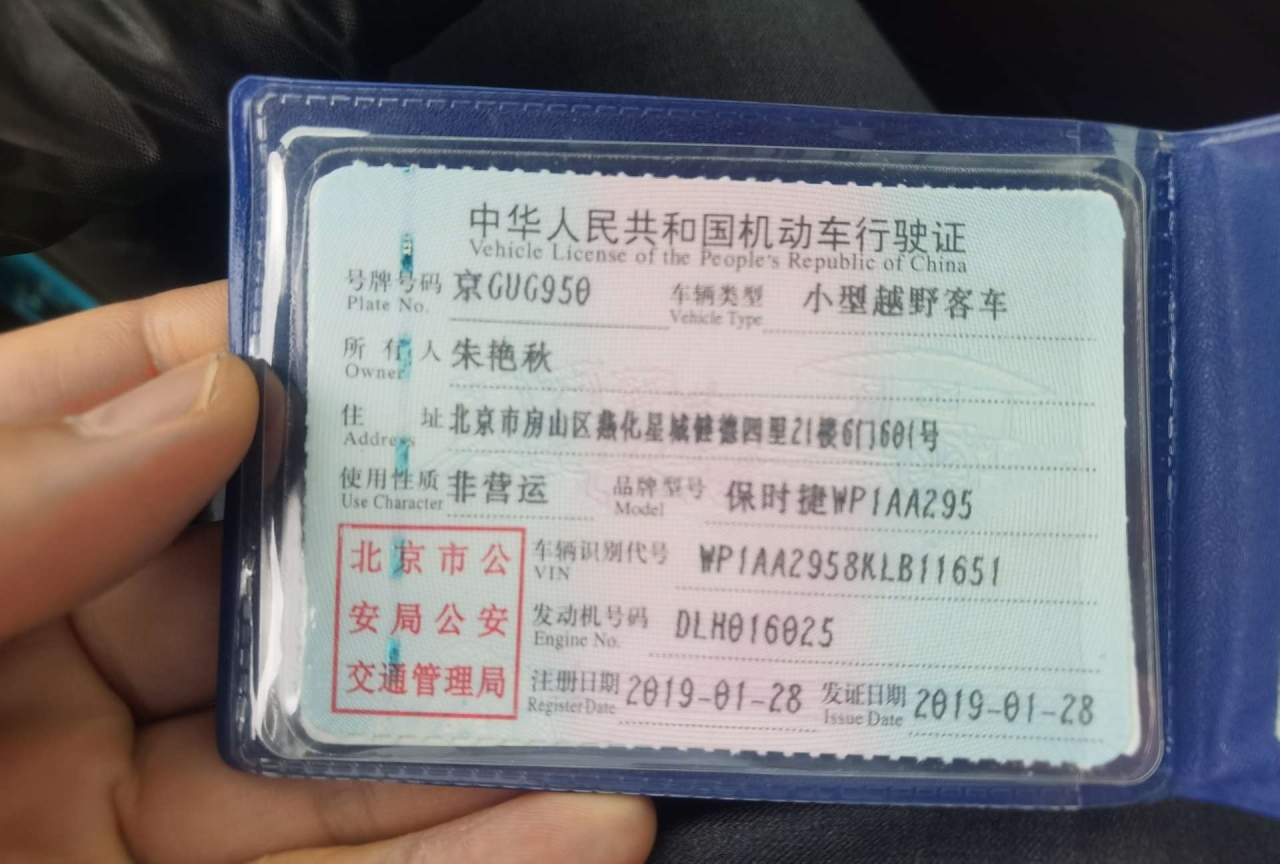 中华人民共和国机动车行驶证
Vehicle License of the People's Republic of China
号牌号码 京GUG950 车辆类型 小型越野客车
Plate No. Vehicle Type
所有人 朱艳秋
Owner
住址 北京市房山区燕化星城健德四里21楼6门601号
Address
使用性质 非营运 品牌型号 保时捷WP1AA295
Use Character Model
北京市公
安局公安
交通管理局
车辆识别代号 WP1AA2958KLB11651
VIN
发动机号码 DLH016025
Engine No.
注册日期 2019-01-28 发证日期 2019-01-28
Register Date Issue Date